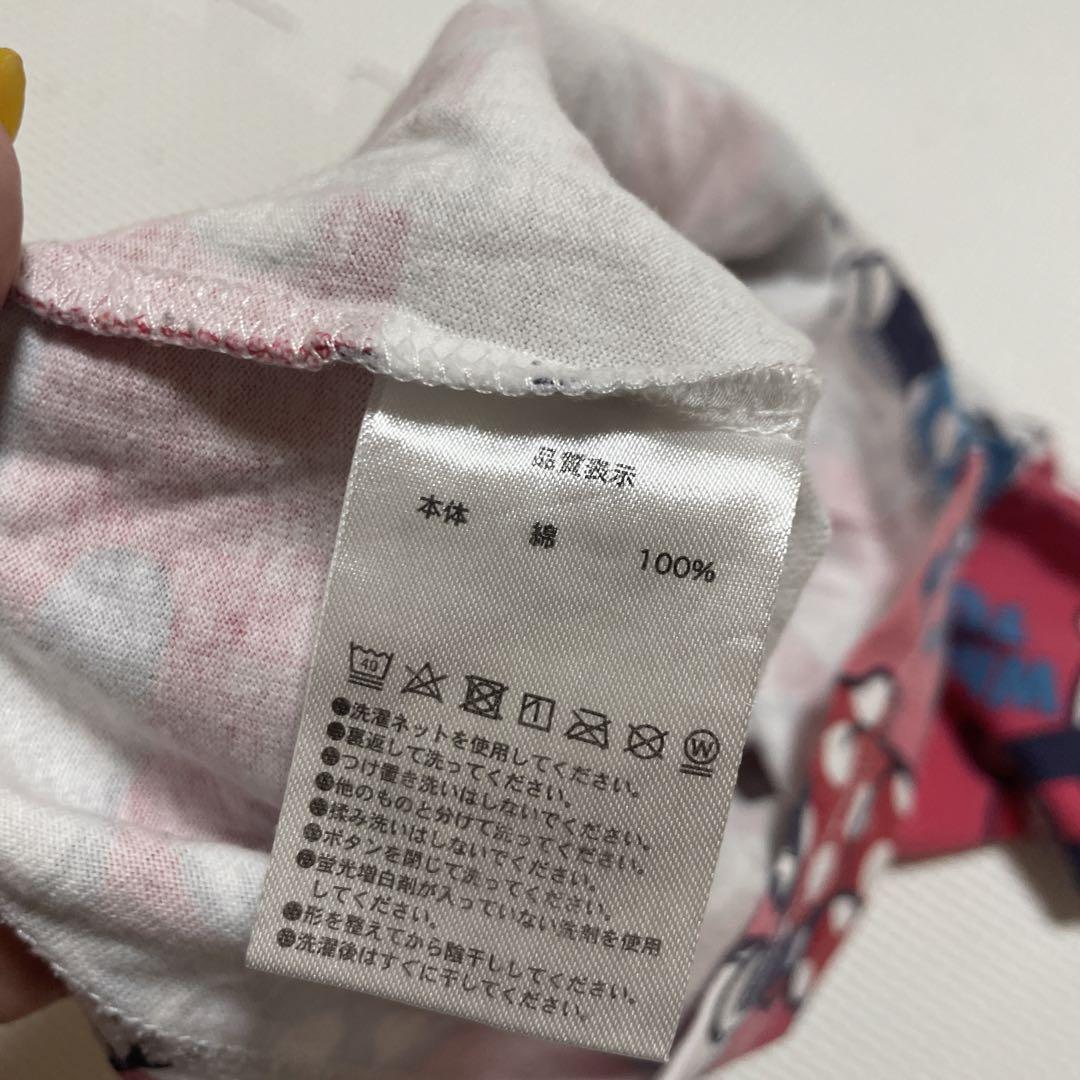 品質表示
本体 綿 100%
40
W
●洗濯ネットを使用してください。
●裏返して洗ってください。
●つけ置き洗いはしないでください。
●他のものと分けて洗ってください。
●揉み洗いはしないでください。
●ボタンを閉じて洗ってください。
●蛍光増白剤が入っていない洗剤を使用
してください。
●形を整えてから陰干ししてください。
●洗濯後はすぐに干してください。